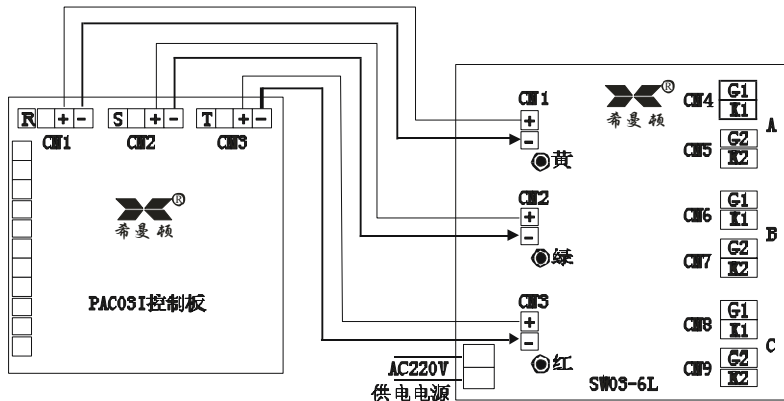 R + - S + - T + -
CN1 CN2 CN3
®
希曼顿
PAC03I控制板
CN1
+
-
黄
CN2
+
-
绿
CN3
+
-
红
AC220V
供电电源
®
希曼顿
CN4 G1
K1
A
CN5 G2
K2
CN6 G1
K1
B
CN7 G2
K2
CN8 G1
K1
C
CN9 G2
K2
SW03-6L